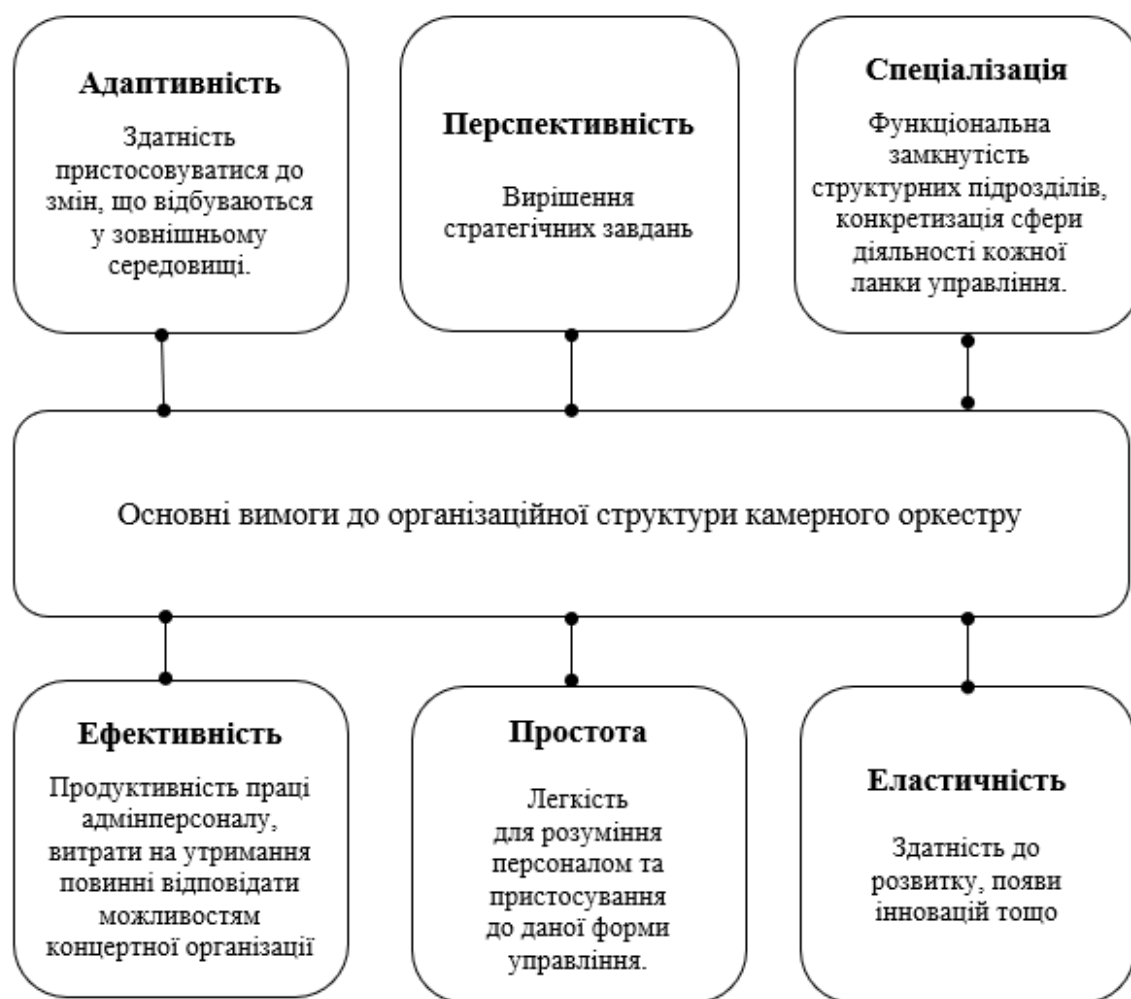 Адаптивність
Здатність
пристосовуватися до
змін, що відбуваються
у зовнішньому
середовищі.
Перспективність
Вирішення
стратегічних завдань
Спеціалізація
Функціональна
замкнутість
структурних підрозділів,
конкретизація сфери
діяльності кожної
ланки управління.
Основні вимоги до організаційної структури камерного оркестру
Ефективність
Продуктивність праці
адмінперсоналу,
витрати на утримання
повинні відповідати
можливостям
концертної організації
Простота
Легкість
для розуміння
персоналом та
пристосування
до даної форми
управління.
Еластичність
Здатність до
розвитку, появи
інновацій тощо